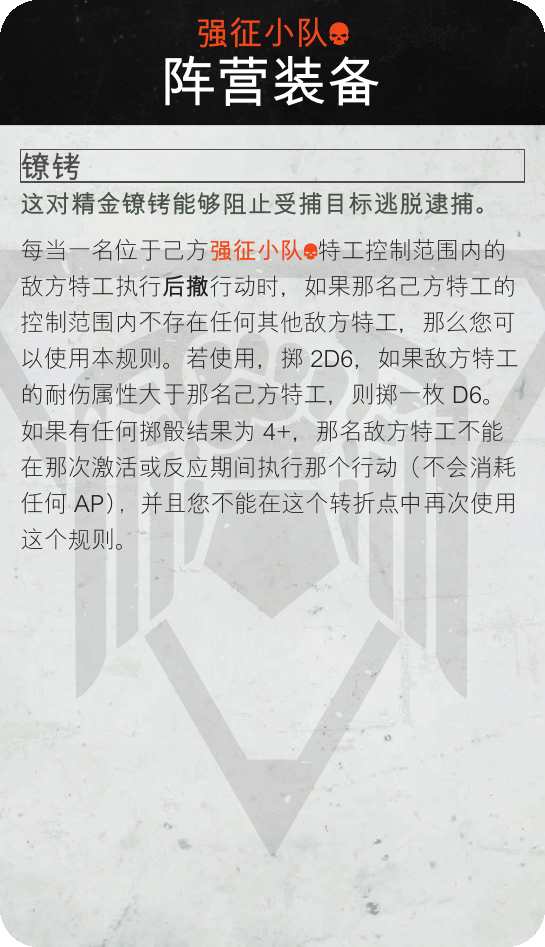 强征小队
阵营装备
镣铐
这对精金镣铐能够阻止受捕目标逃脱逮捕。
每当一名位于己方强征小队特工控制范围内的
敌方特工执行后撤行动时，如果那名己方特工的
控制范围内不存在任何其他敌方特工，那么您可
以使用本规则。若使用，掷 2D6，如果敌方特工
的耐伤属性大于那名己方特工，则掷一枚 D6。
如果有任何掷骰结果为 4+，那名敌方特工不能
在那次激活或反应期间执行那个行动（不会消耗
任何 AP），并且您不能在这个转折点中再次使用
这个规则。